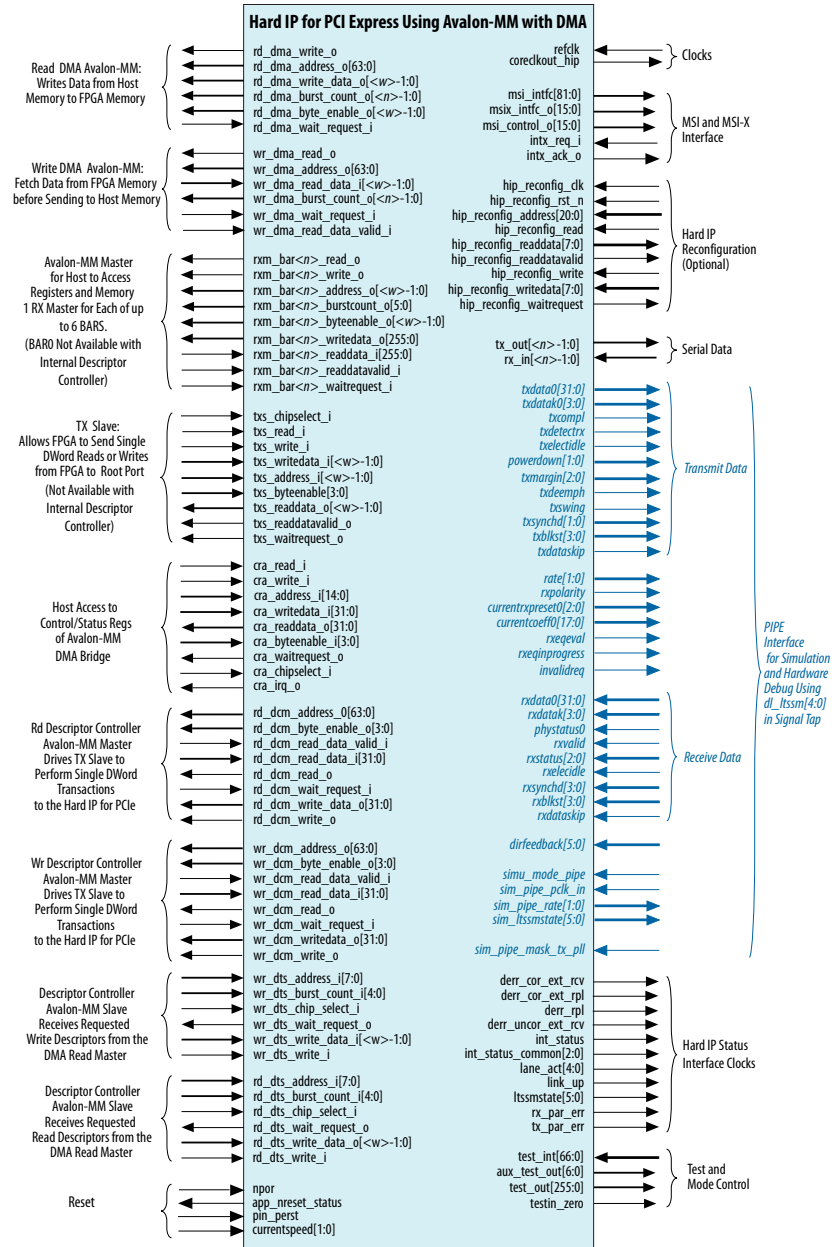 Hard IP for PCI Express Using Avalon-MM with DMA
Read DMA Avalon-MM:
Writes Data from Host
Memory to FPGA Memory
rd_dma_write_o
rd_dma_address_o[63:0]
rd_dma_write_data_o[<w>-1:0]
rd_dma_burst_count_o[<n>-1:0]
rd_dma_byte_enable_o[<w>-1:0]
rd_dma_wait_request_i
Write DMA Avalon-MM:
Fetch Data from FPGA Memory
before Sending to Host Memory
wr_dma_read_o
wr_dma_address_o[63:0]
wr_dma_read_data_i[<w>-1:0]
wr_dma_burst_count_o[<n>-1:0]
wr_dma_wait_request_i
wr_dma_read_data_valid_i
Avalon-MM Master
for Host to Access
Registers and Memory
1 RX Master for Each of up
to 6 BARS.
(BAR0 Not Available with
Internal Descriptor
Controller)
rxm_bar<n>_read_o
rxm_bar<n>_write_o
rxm_bar<n>_address_o[<w>-1:0)
rxm_bar<n>_burstcount_o[5:0]
rxm_bar<n>_byteenable_o[<w>-1:0)
rxm_bar<n>_writedata_o[255:0]
rxm_bar<n>_readdata_i[255:0]
rxm_bar<n>_readdatavalid_i
rxm_bar<n>_waitrequest_i
TX Slave:
Allows FPGA to Send Single
DWord Reads or Writes
from FPGA to Root Port
(Not Available with
Internal Descriptor
Controller)
txs_chipselect_i
txs_read_i
txs_write_i
txs_writedata_i[<w>-1:0)
txs_address_i[<w>-1:0)
txs_byteenable[3:0)
txs_readdata_o[<w>-1:0)
txs_readdatavalid_o
txs_waitrequest_o
Host Access to
Control/Status Regs
of Avalon-MM
DMA Bridge
cra_read_i
cra_write_i
cra_address_i[14:0)
cra_writedata_i[31:0)
cra_readdata_o[31:0)
cra_byteenable_i[3:0)
cra_waitrequest_o
cra_chipselect_i
cra_irq_o
Rd Descriptor Controller
Avalon-MM Master
Drives TX Slave to
Perform Single DWord
Transactions
to the Hard IP for PCIe
rd_dcm_address_0[63:0)
rd_dcm_byte_enable_o[3:0)
rd_dcm_read_data_valid_i
rd_dcm_read_data_i[31:0)
rd_dcm_read_o
rd_dcm_wait_request_i
rd_dcm_write_data_o[31:0)
rd_dcm_write_o
Wr Descriptor Controller
Avalon-MM Master
Drives TX Slave to
Perform Single DWord
Transactions
to the Hard IP for PCIe
wr_dcm_address_o[63:0)
wr_dcm_byte_enable_o[3:0)
wr_dcm_read_data_valid_i
wr_dcm_read_data_i[31:0)
wr_dcm_read_o
wr_dcm_wait_request_i
wr_dcm_writedata_o[31:0)
wr_dcm_write_o
Descriptor Controller
Avalon-MM Slave
Receives Requested
Write Descriptors from the
DMA Read Master
wr_dts_address_i[7:0)
wr_dts_burst_count_i[4:0)
wr_dts_chip_select_i
wr_dts_wait_request_o
wr_dts_write_data_i[<w>-1:0)
wr_dts_write_i
Descriptor Controller
Avalon-MM Slave
Receives Requested
Read Descriptors from the
DMA Read Master
rd_dts_address_i[7:0)
rd_dts_burst_count_i[4:0)
rd_dts_chip_select_i
rd_dts_wait_request_o
rd_dts_write_data_o[<w>-1:0)
rd_dts_write_i
Reset
npor
app_nreset_status
pin_perst
currentspeed[1:0)
refclk
coreclkout_hip
Clocks
msi_intfc[81:0]
msix_intfc_o[15:0]
msi_control_o[15:0]
intx_req_i
intx_ack_o
MSI and MSI-X
Interface
hip_reconfig_clk
hip_reconfig_rst_n
hip_reconfig_address[20:0]
hip_reconfig_read
hip_reconfig_readdata[7:0]
hip_reconfig_readdatavalid
hip_reconfig_write
hip_reconfig_writedata[7:0]
hip_reconfig_waitrequest
Hard IP
Reconfiguration
(Optional)
tx_out[<n>-1:0]
rx_in[<n>-1:0]
Serial Data
txdata0[31:0]
txdatak0[3:0]
txcompl
txdetectrx
txelectidle
powerdown[1:0]
txmargin[2:0]
txdeemph
txswing
txsynchd[1:0]
txblkst[3:0]
txdataskip
Transmit Data
rate[1:0]
rxpolarity
currentrxpreset0[2:0]
currentcoeff0[17:0]
rxeqeval
rxeqinprogress
invalidreq
PIPE
Interface
for Simulation
and Hardware
Debug Using
dl_ltssm[4:0]
in Signal Tap
rxdata0[31:0]
rxdatak[3:0]
phystatus0
rxvalid
rxstatus[2:0]
rxelecidle
rxsynchd[3:0]
rxblkst[3:0]
rxdataskip
Receive Data
dirfeedback[5:0]
simu_mode_pipe
sim_pipe_pclk_in
sim_pipe_rate[1:0]
sim_ltssmstate[5:0]
sim_pipe_mask_tx_pll
derr_cor_ext_rcv
derr_cor_ext_rpl
derr_rpl
derr_uncor_ext_rcv
int_status
int_status_common[2:0]
lane_act[4:0]
link_up
ltssmstate[5:0]
rx_par_err
tx_par_err
Hard IP Status
Interface Clocks
test_int[66:0]
aux_test_out[6:0]
test_out[255:0]
testin_zero
Test and
Mode Control